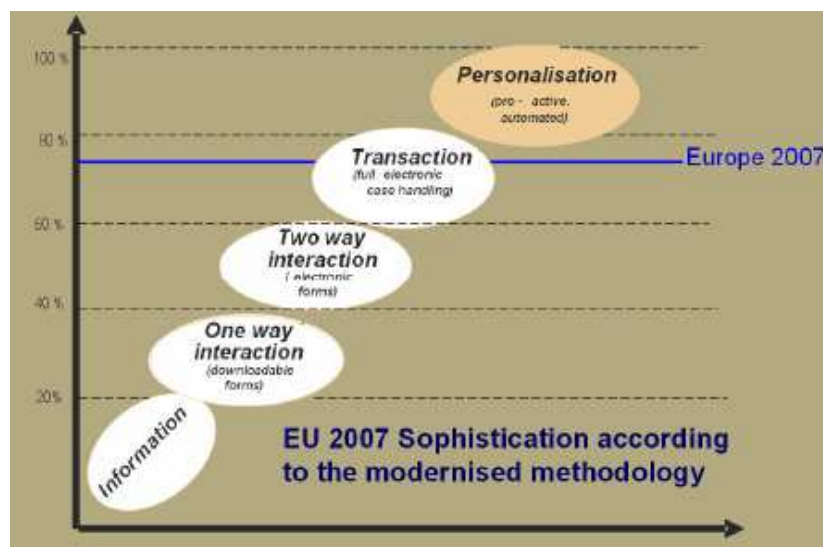 100 %
Personalisation
(pro - active,
automated)
80 %
Transaction
(full electronic
case handling)
Europe 2007
60 %
Two way
interaction
( electronic
forms)
40 %
One way
interaction
(downloadable
forms)
20%
Information
EU 2007 Sophistication according
to the modernised methodology